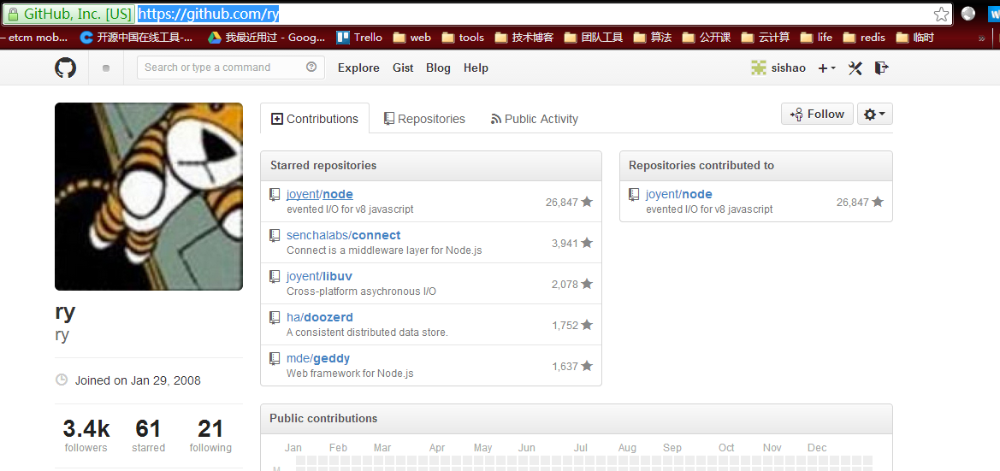 GitHub, Inc. [US] https://github.com/ry
– etcm mob... 开源中国在线工具-... 我最近用过 - Goog... Trello web tools 技术博客 团队工具 算法 公开课 云计算 life redis 临时 »
Search or type a command Explore Gist Blog Help sishao
Contributions Repositories Public Activity Follow
Starred repositories
joyent/node
evented I/O for v8 javascript
26,847
senchalabs/connect
Connect is a middleware layer for Node.js
3,941
joyent/libuv
Cross-platform asychronous I/O
2,078
ha/doozerd
A consistent distributed data store.
1,752
mde/geddy
Web framework for Node.js
1,637
Repositories contributed to
joyent/node
evented I/O for v8 javascript
26,847
ry
ry
Joined on Jan 29, 2008
3.4k 61 21
followers starred following
Public contributions
Jan Feb Mar Apr May Jun Jul Aug Sep Oct Nov Dec
M